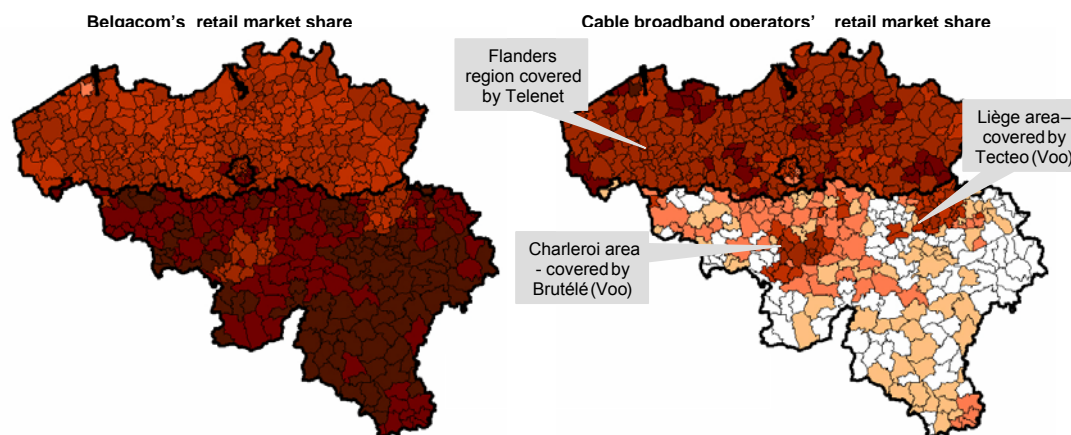 Belgacom's retail market share
Cable broadband operators' retail market share
Flanders
region covered
by Telenet
Liège area–
covered by
Tecteo (Voo)
Charleroi area
- covered by
Brutélé (Voo)